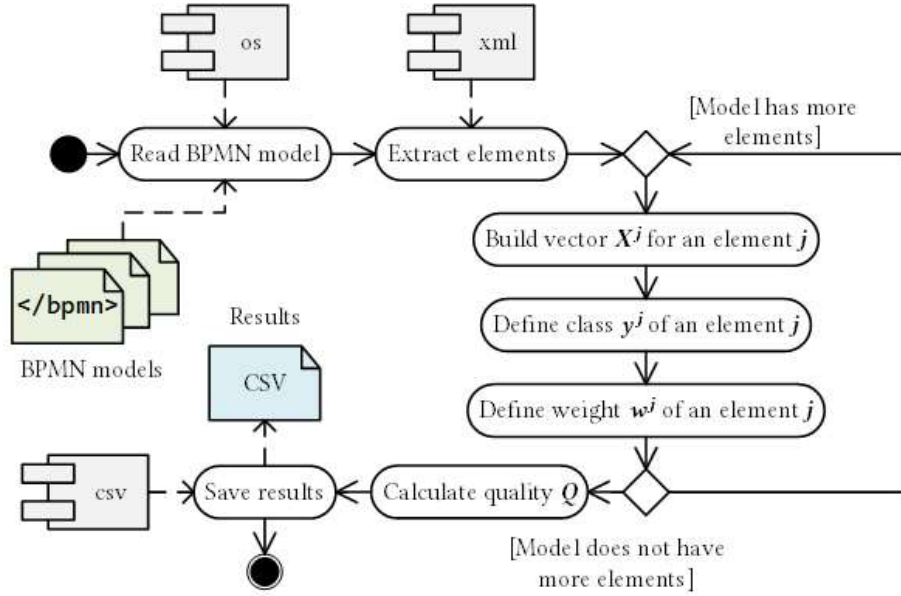 os
xml
[Model has more
elements]
Read BPMN model
Extract elements
Build vector X^j for an element j
</bpmn>
BPMN models
Results
CSV
Define class y^j of an element j
Define weight w^j of an element j
csv
Save results
Calculate quality Q
[Model does not have
more elements]